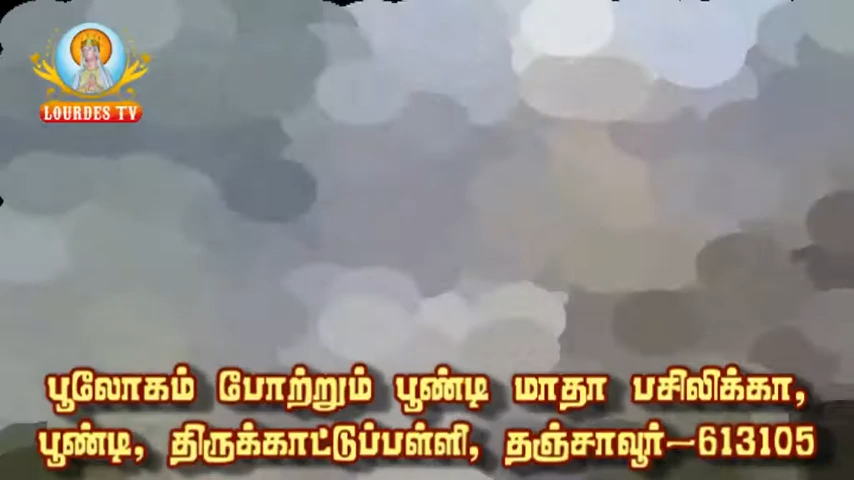 LOURDES TV
பூலோகம் போற்றும் பூண்டி மாதா பசிலிக்கா,
பூண்டி, திருக்காட்டுப்பள்ளி, தஞ்சாவூர்-613105